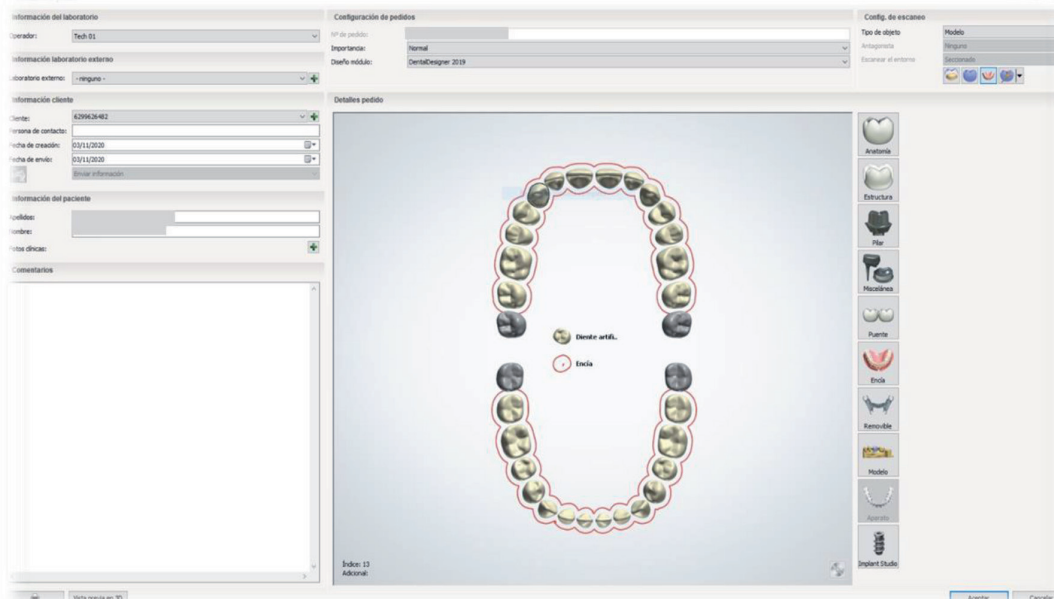 Información del laboratorio
Operador: Tech 01
Información laboratorio externo
Laboratorio externo: - ninguno -
Información cliente
Cliente: 6299626482
Persona de contacto:
Fecha de creación: 03/11/2020
Fecha de envío: 03/11/2020
Enviar información
Información del paciente
Apellidos:
Nombre:
Fotos clínicas:
Comentarios
Vista previa en 3D
Configuración de pedidos
Nº de pedido:
Importancia: Normal
Diseño módulo: DentalDesigner 2019
Detalles pedido
Diente artifi..
Encía
Índice: 13
Adicional:
Config. de escaneo
Tipo de objeto Modelo
Antagonista Ninguno
Escanear el entorno Seccionado
Anatomía
Estructura
Pilar
Miscelánea
Puente
Encía
Removible
Modelo
Aparato
Implant Studio
Aceptar
Cancelar